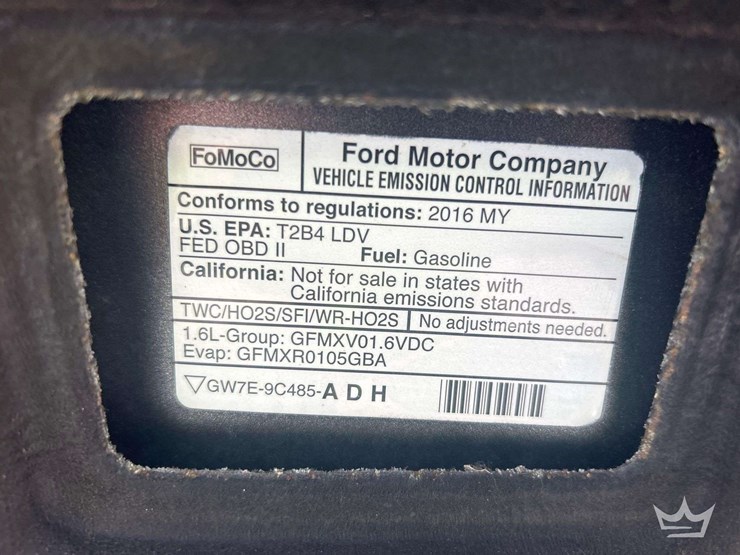 FoMoCo
Ford Motor Company
VEHICLE EMISSION CONTROL INFORMATION
Conforms to regulations: 2016 MY
U.S. EPA: T2B4 LDV
FED OBD II Fuel: Gasoline
California: Not for sale in states with
California emissions standards.
TWC/HO2S/SFI/WR-HO2S No adjustments needed.
1.6L-Group: GFMXV01.6VDC
Evap: GFMXR0105GBA
▽GW7E-9C485-A D H